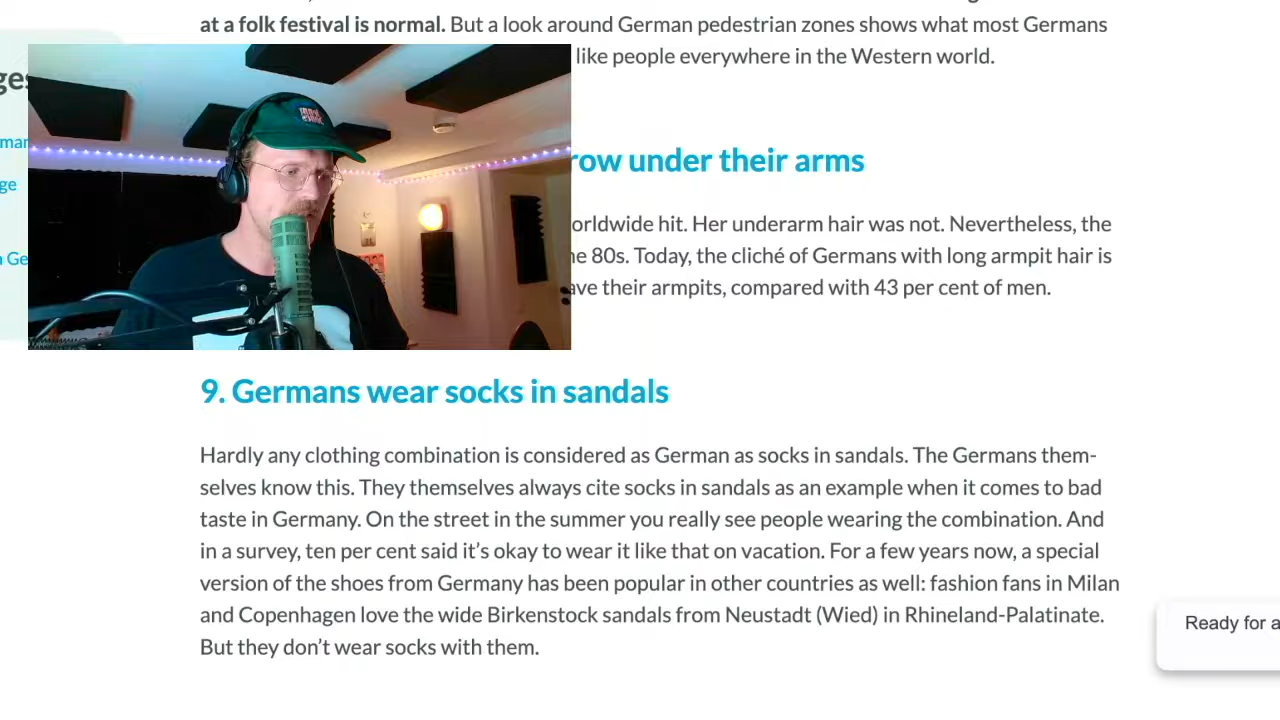 at a folk festival is normal. But a look around German pedestrian zones shows what most Germans
like people everywhere in the Western world.
row under their arms
orldwide hit. Her underarm hair was not. Nevertheless, the
80s. Today, the cliché of Germans with long armpit hair is
ave their armpits, compared with 43 per cent of men.
9. Germans wear socks in sandals
Hardly any clothing combination is considered as German as socks in sandals. The Germans them-
selves know this. They themselves always cite socks in sandals as an example when it comes to bad
taste in Germany. On the street in the summer you really see people wearing the combination. And
in a survey, ten per cent said it’s okay to wear it like that on vacation. For a few years now, a special
version of the shoes from Germany has been popular in other countries as well: fashion fans in Milan
and Copenhagen love the wide Birkenstock sandals from Neustadt (Wied) in Rhineland-Palatinate.
But they don’t wear socks with them.
Ready for a